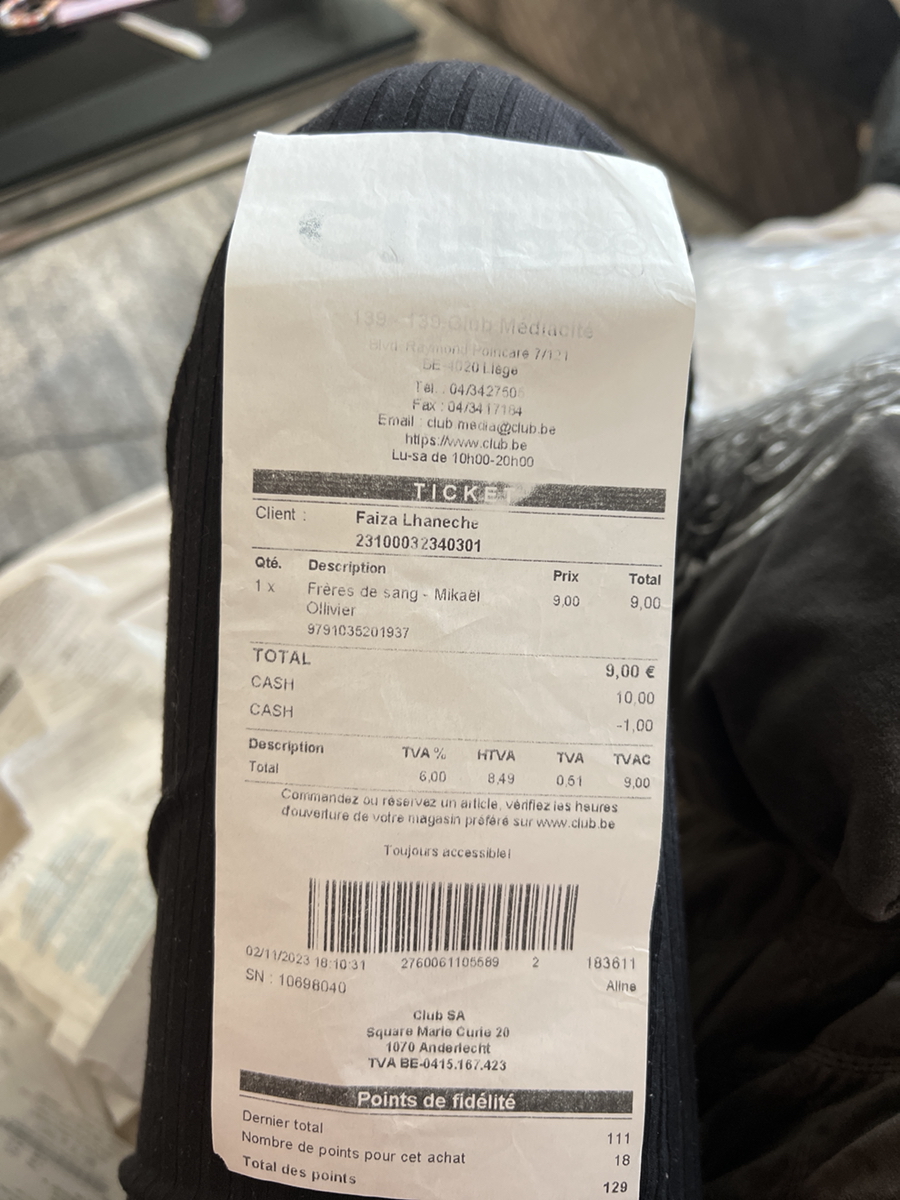 139 - 139 Club Médiacité
Blvd. Raymond Poincaré 7/121
BE-4020 Liège
Tél. : 04/3427505
Fax : 04/3417184
Email : club.media@club.be
https://www.club.be
Lu-sa de 10h00-20h00
TICKET
Client : Faiza Lhaneche
23100032340301
Qté. Description Prix Total
1 x Frères de sang - Mikaël 9,00 9,00
Ollivier
9791035201937
TOTAL 9,00 €
CASH 10,00
CASH -1,00
Description TVA % HTVA TVA TVAC
Total 6,00 8,49 0,51 9,00
Commandez ou réservez un article, vérifiez les heures
d'ouverture de votre magasin préféré sur www.club.be
Toujours accessible!
02/11/2023 18:10:31 2760061105589 2 183611
SN : 10698040 Aline
Club SA
Square Marie Curie 20
1070 Anderlecht
TVA BE-0415.167.423
Points de fidélité
Dernier total 111
Nombre de points pour cet achat 18
Total des points 129